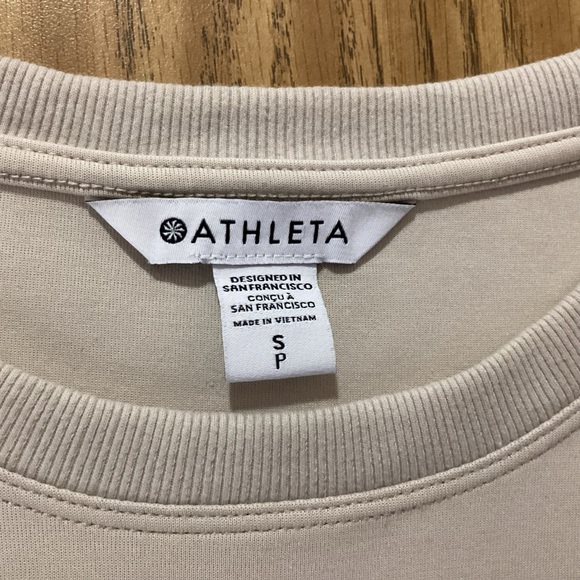 ATHLETA
DESIGNED IN
SAN FRANCISCO
CONÇU À
SAN FRANCISCO
MADE IN VIETNAM
S
P